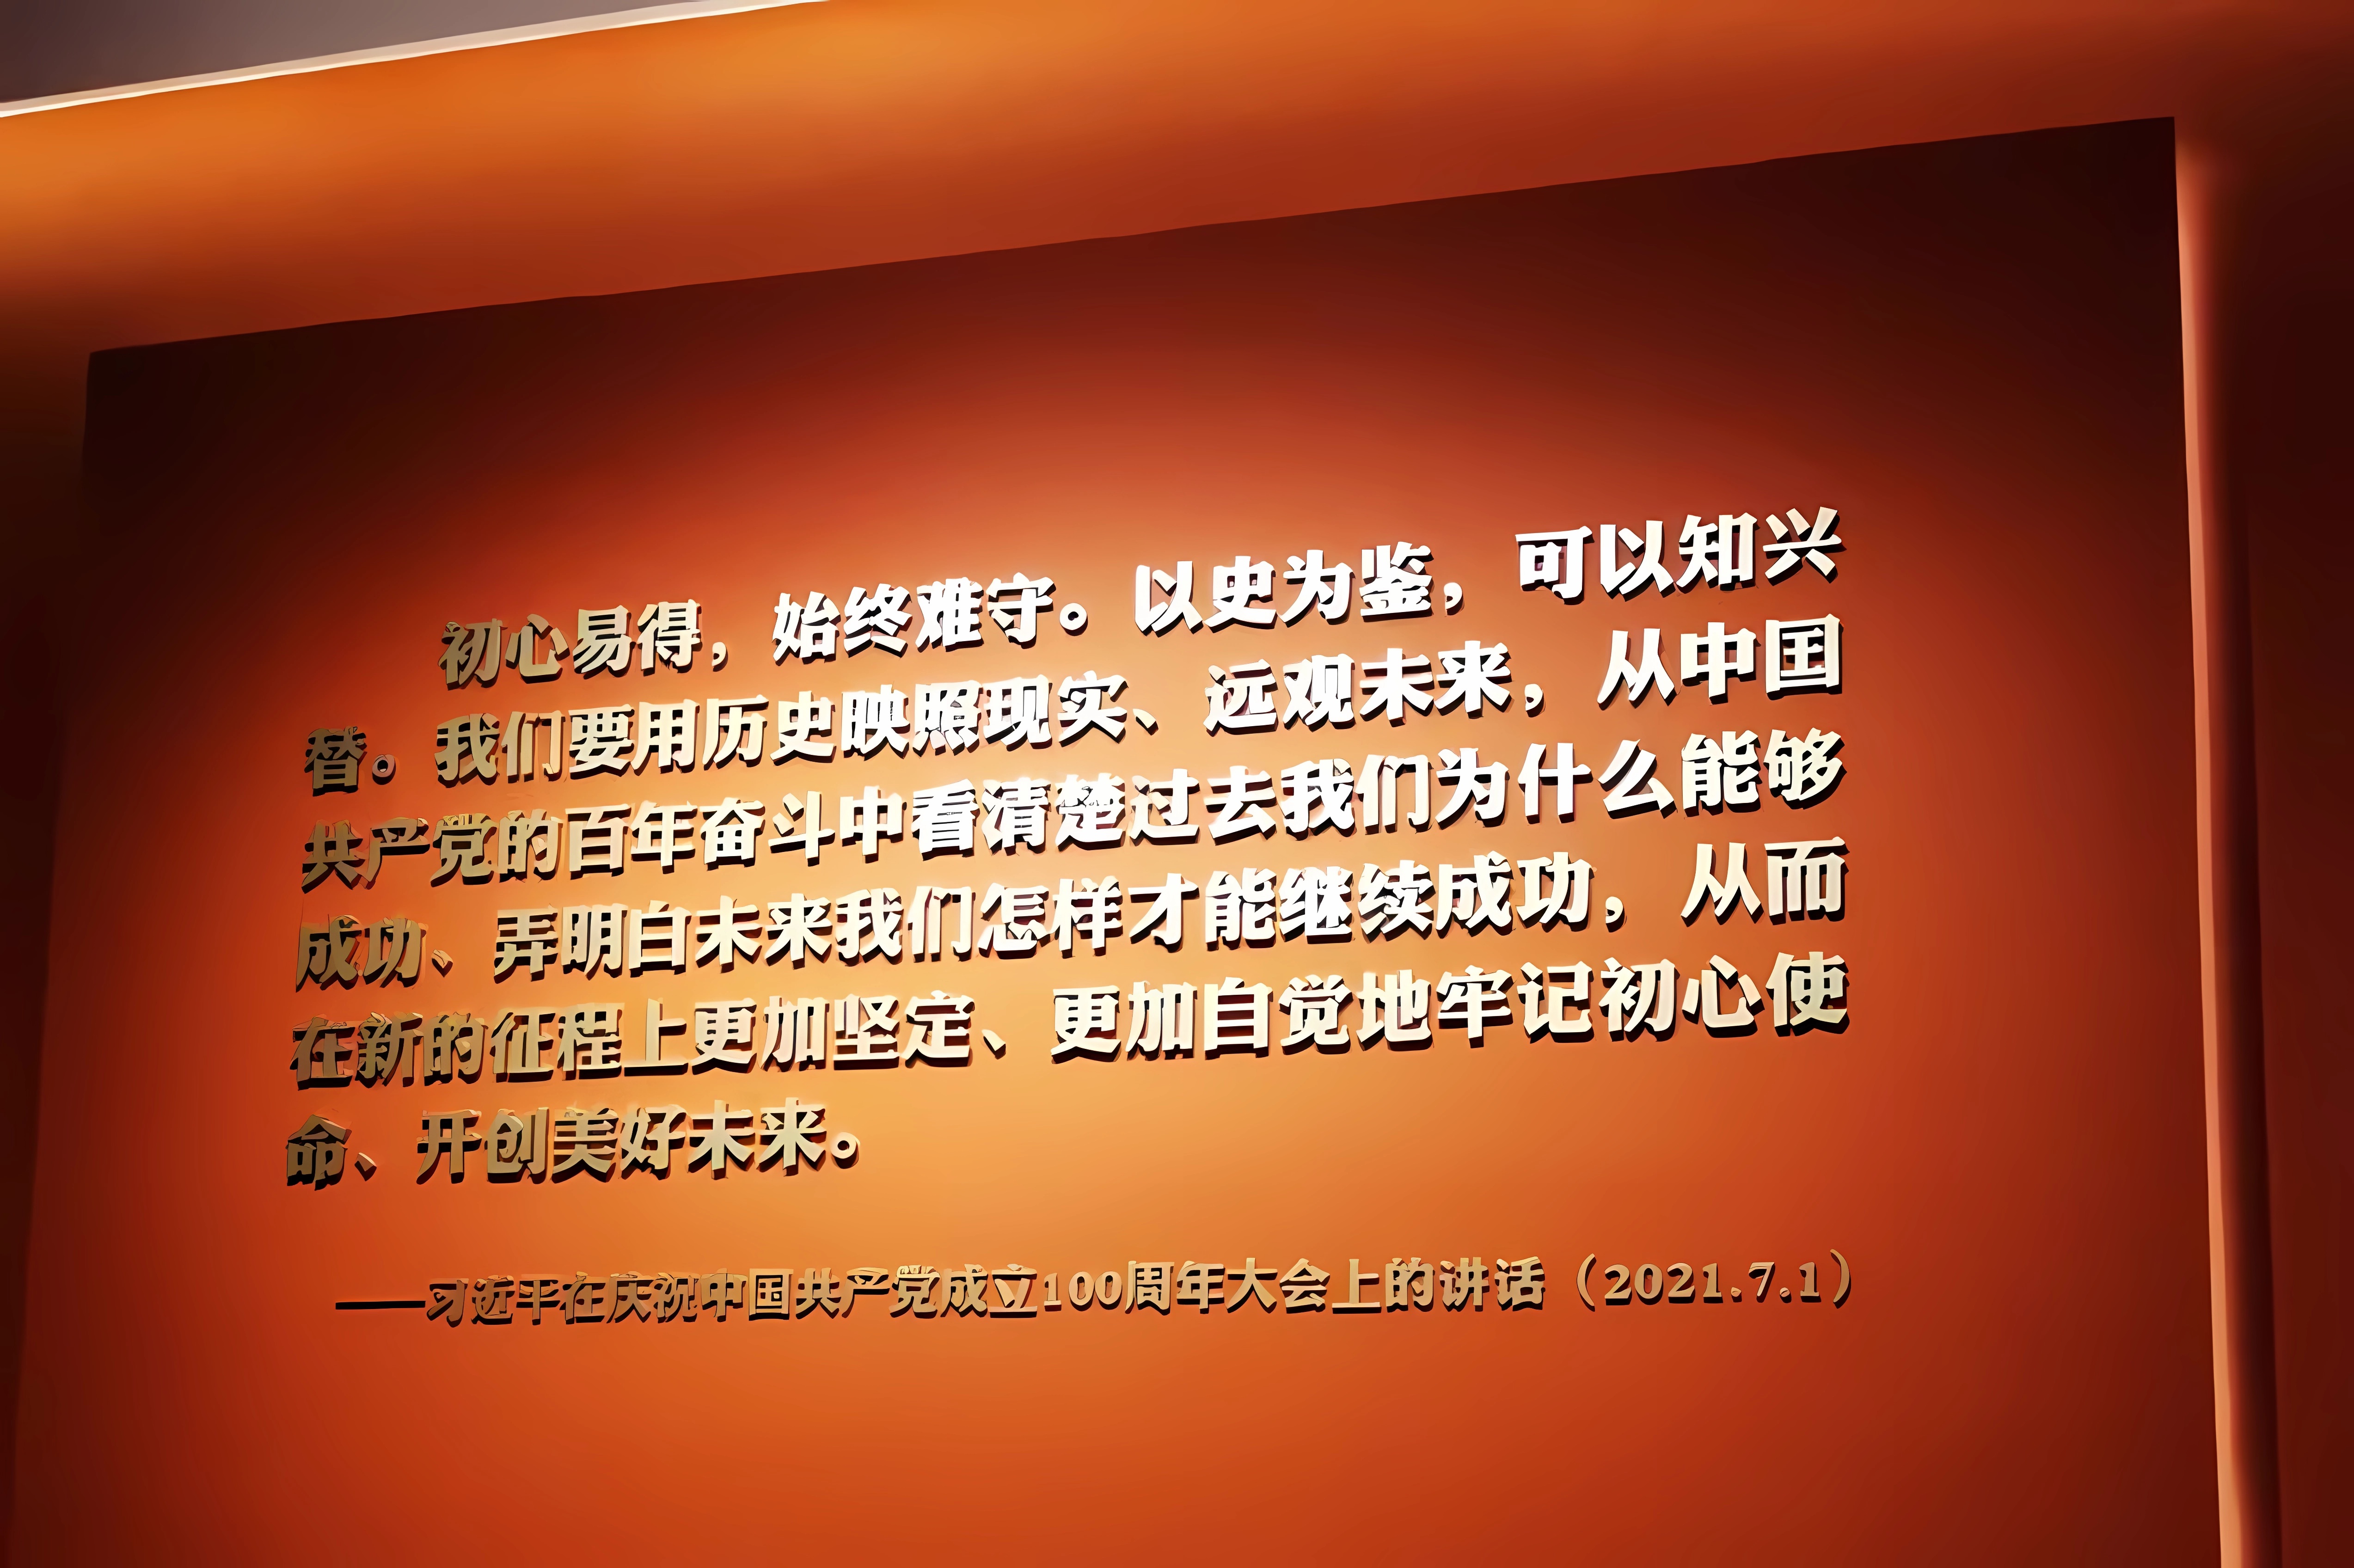 初心易得，始终难守。以史为鉴，可以知兴
替。我们要用历史映照现实、远观未来，从中国
共产党的百年奋斗中看清楚过去我们为什么能够
成功、弄明白未来我们怎样才能继续成功，从而
在新的征程上更加坚定、更加自觉地牢记初心使
命、开创美好未来。
——习近平在庆祝中国共产党成立100周年大会上的讲话（2021.7.1）